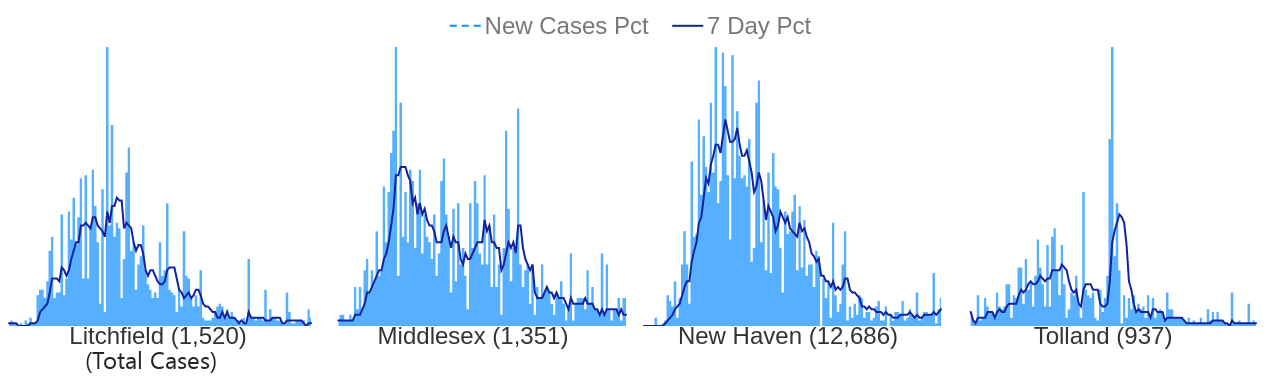 New Cases Pct 7 Day Pct
Litchfield (1,520) Middlesex (1,351) New Haven (12,686) Tolland (937)
(Total Cases)